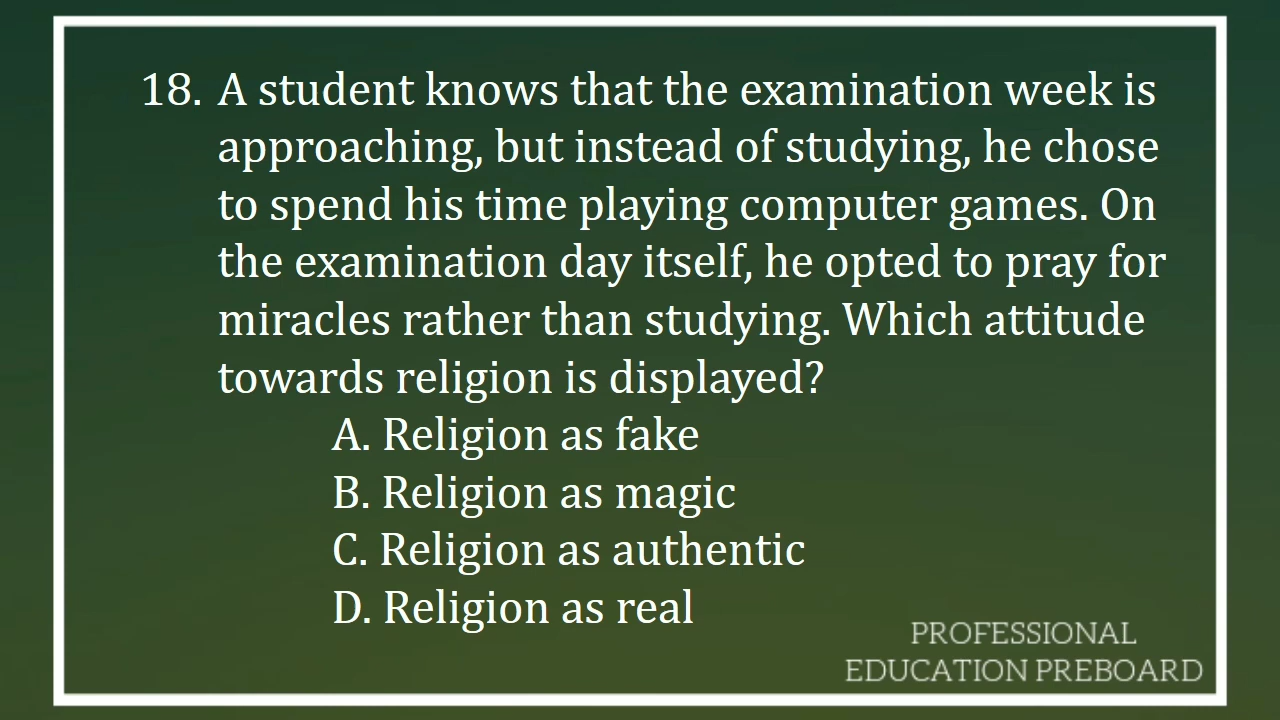 18. A student knows that the examination week is
approaching, but instead of studying, he chose
to spend his time playing computer games. On
the examination day itself, he opted to pray for
miracles rather than studying. Which attitude
towards religion is displayed?
A. Religion as fake
B. Religion as magic
C. Religion as authentic
D. Religion as real
PROFESSIONAL
EDUCATION PREBOARD